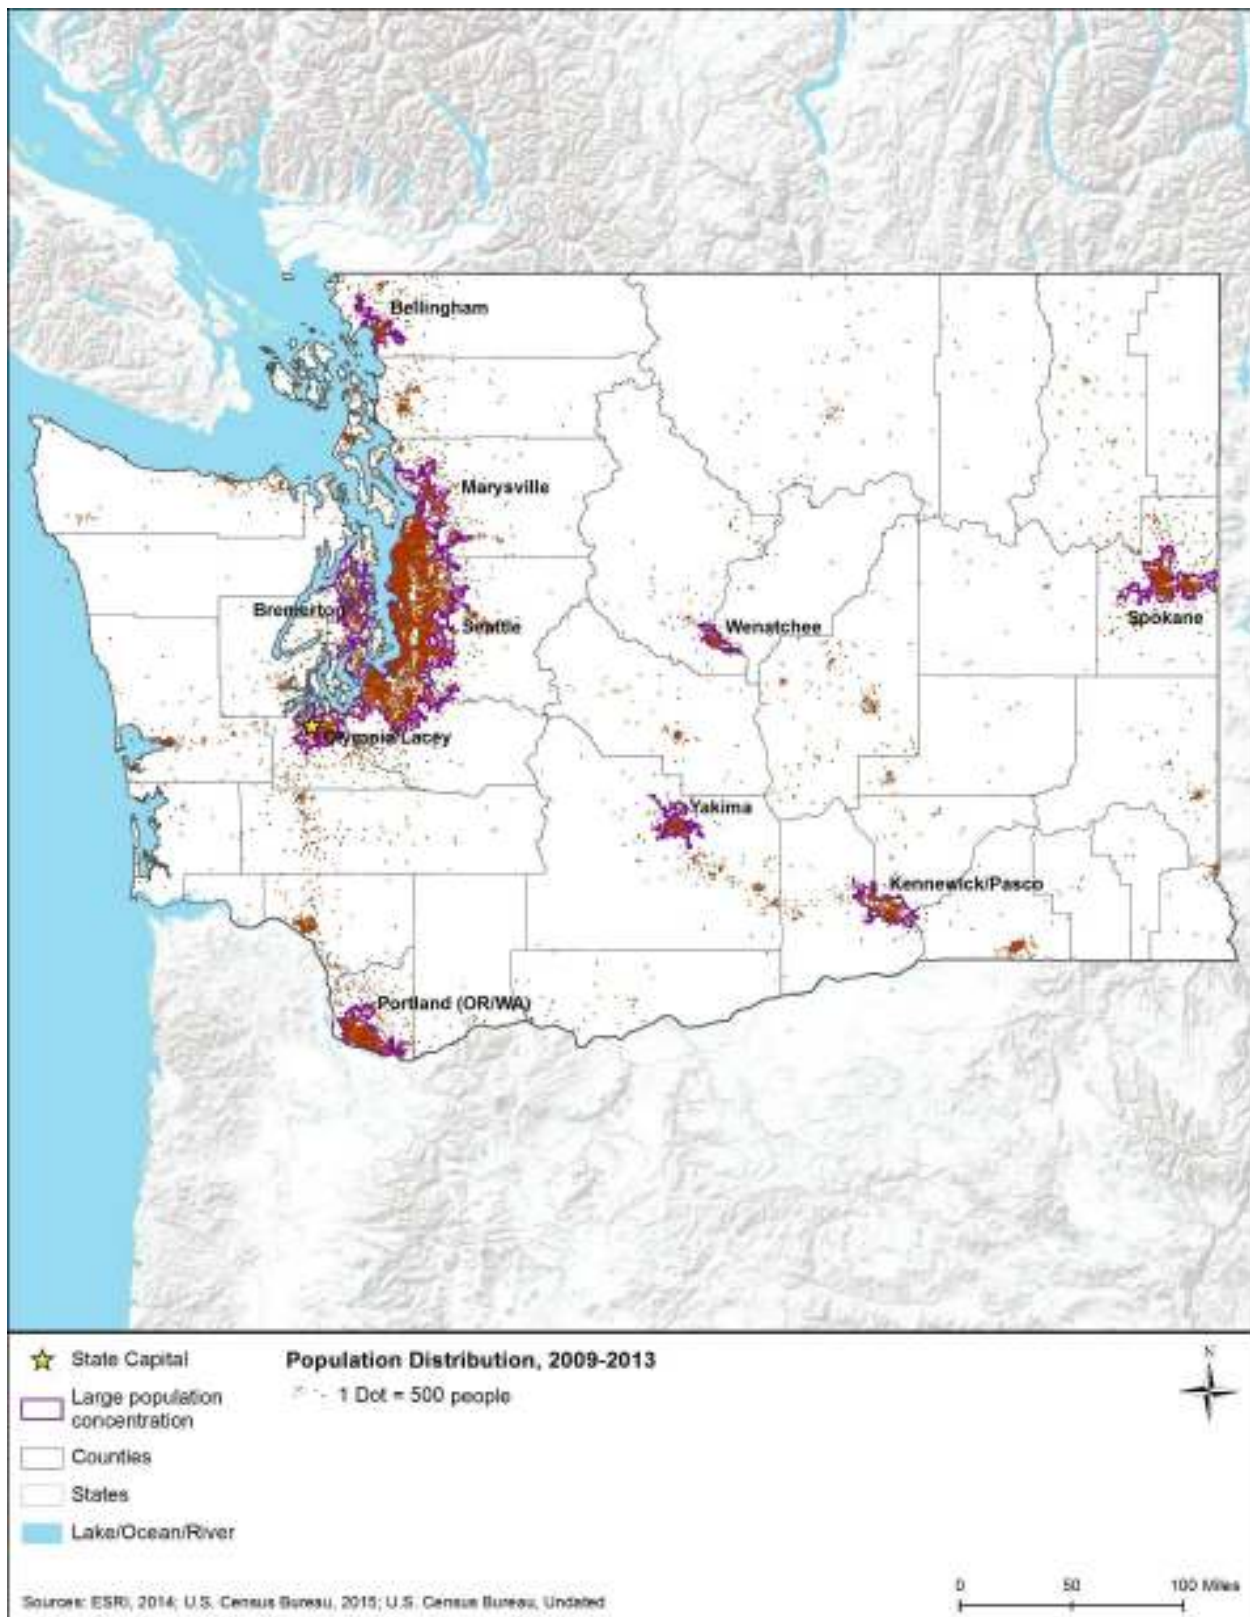 Bellingham
Marysville
Bremerton
Seattle
Wenatchee
Spokane
Olympia/Lacey
Yakima
Kennewick/Pasco
Portland (OR/WA)
State Capital
Large population
concentration
Counties
States
Lake/Ocean/River
Population Distribution, 2009-2013
1 Dot = 500 people
N
0 50 100 Miles
Sources: ESRI, 2014; U.S. Census Bureau, 2015; U.S. Census Bureau, Undated